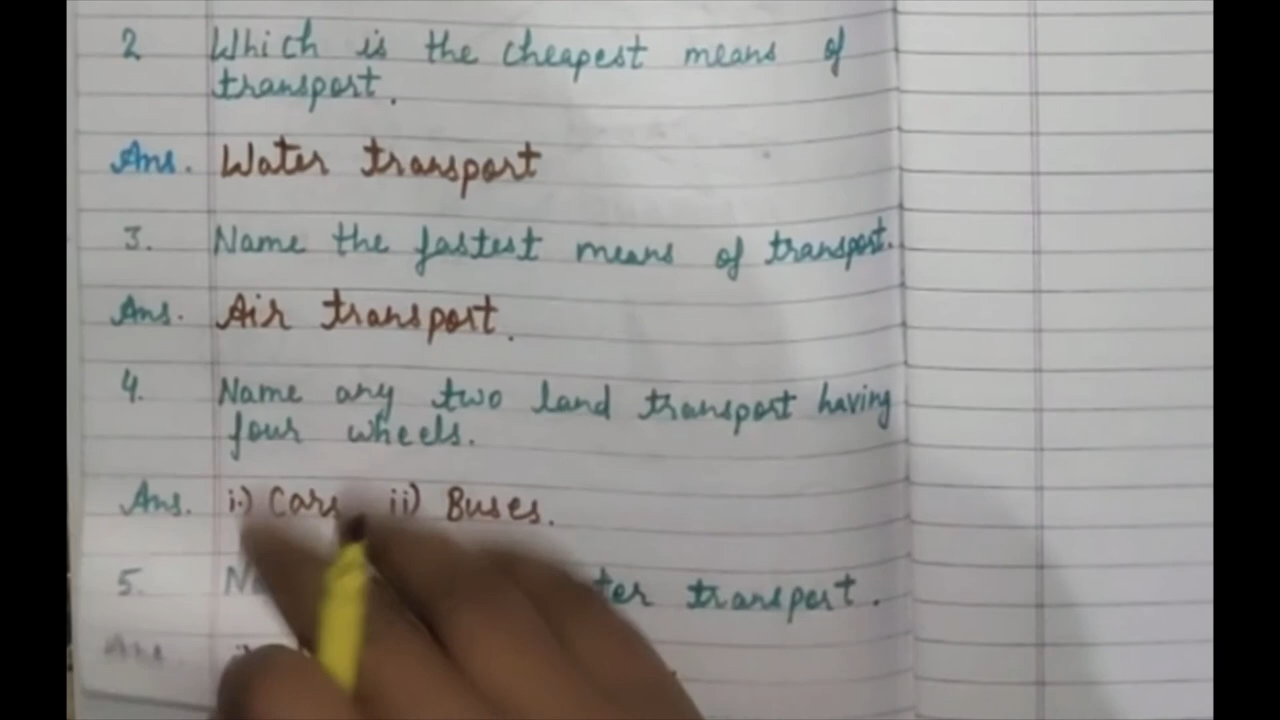 2 Which is the cheapest means of
transport.
Ans. Water transport
3. Name the fastest means of transport.
Ans. Air transport.
4. Name any two land transport having
four wheels.
Ans. i.) Cars ii) Buses.
5. transport.
Ans.